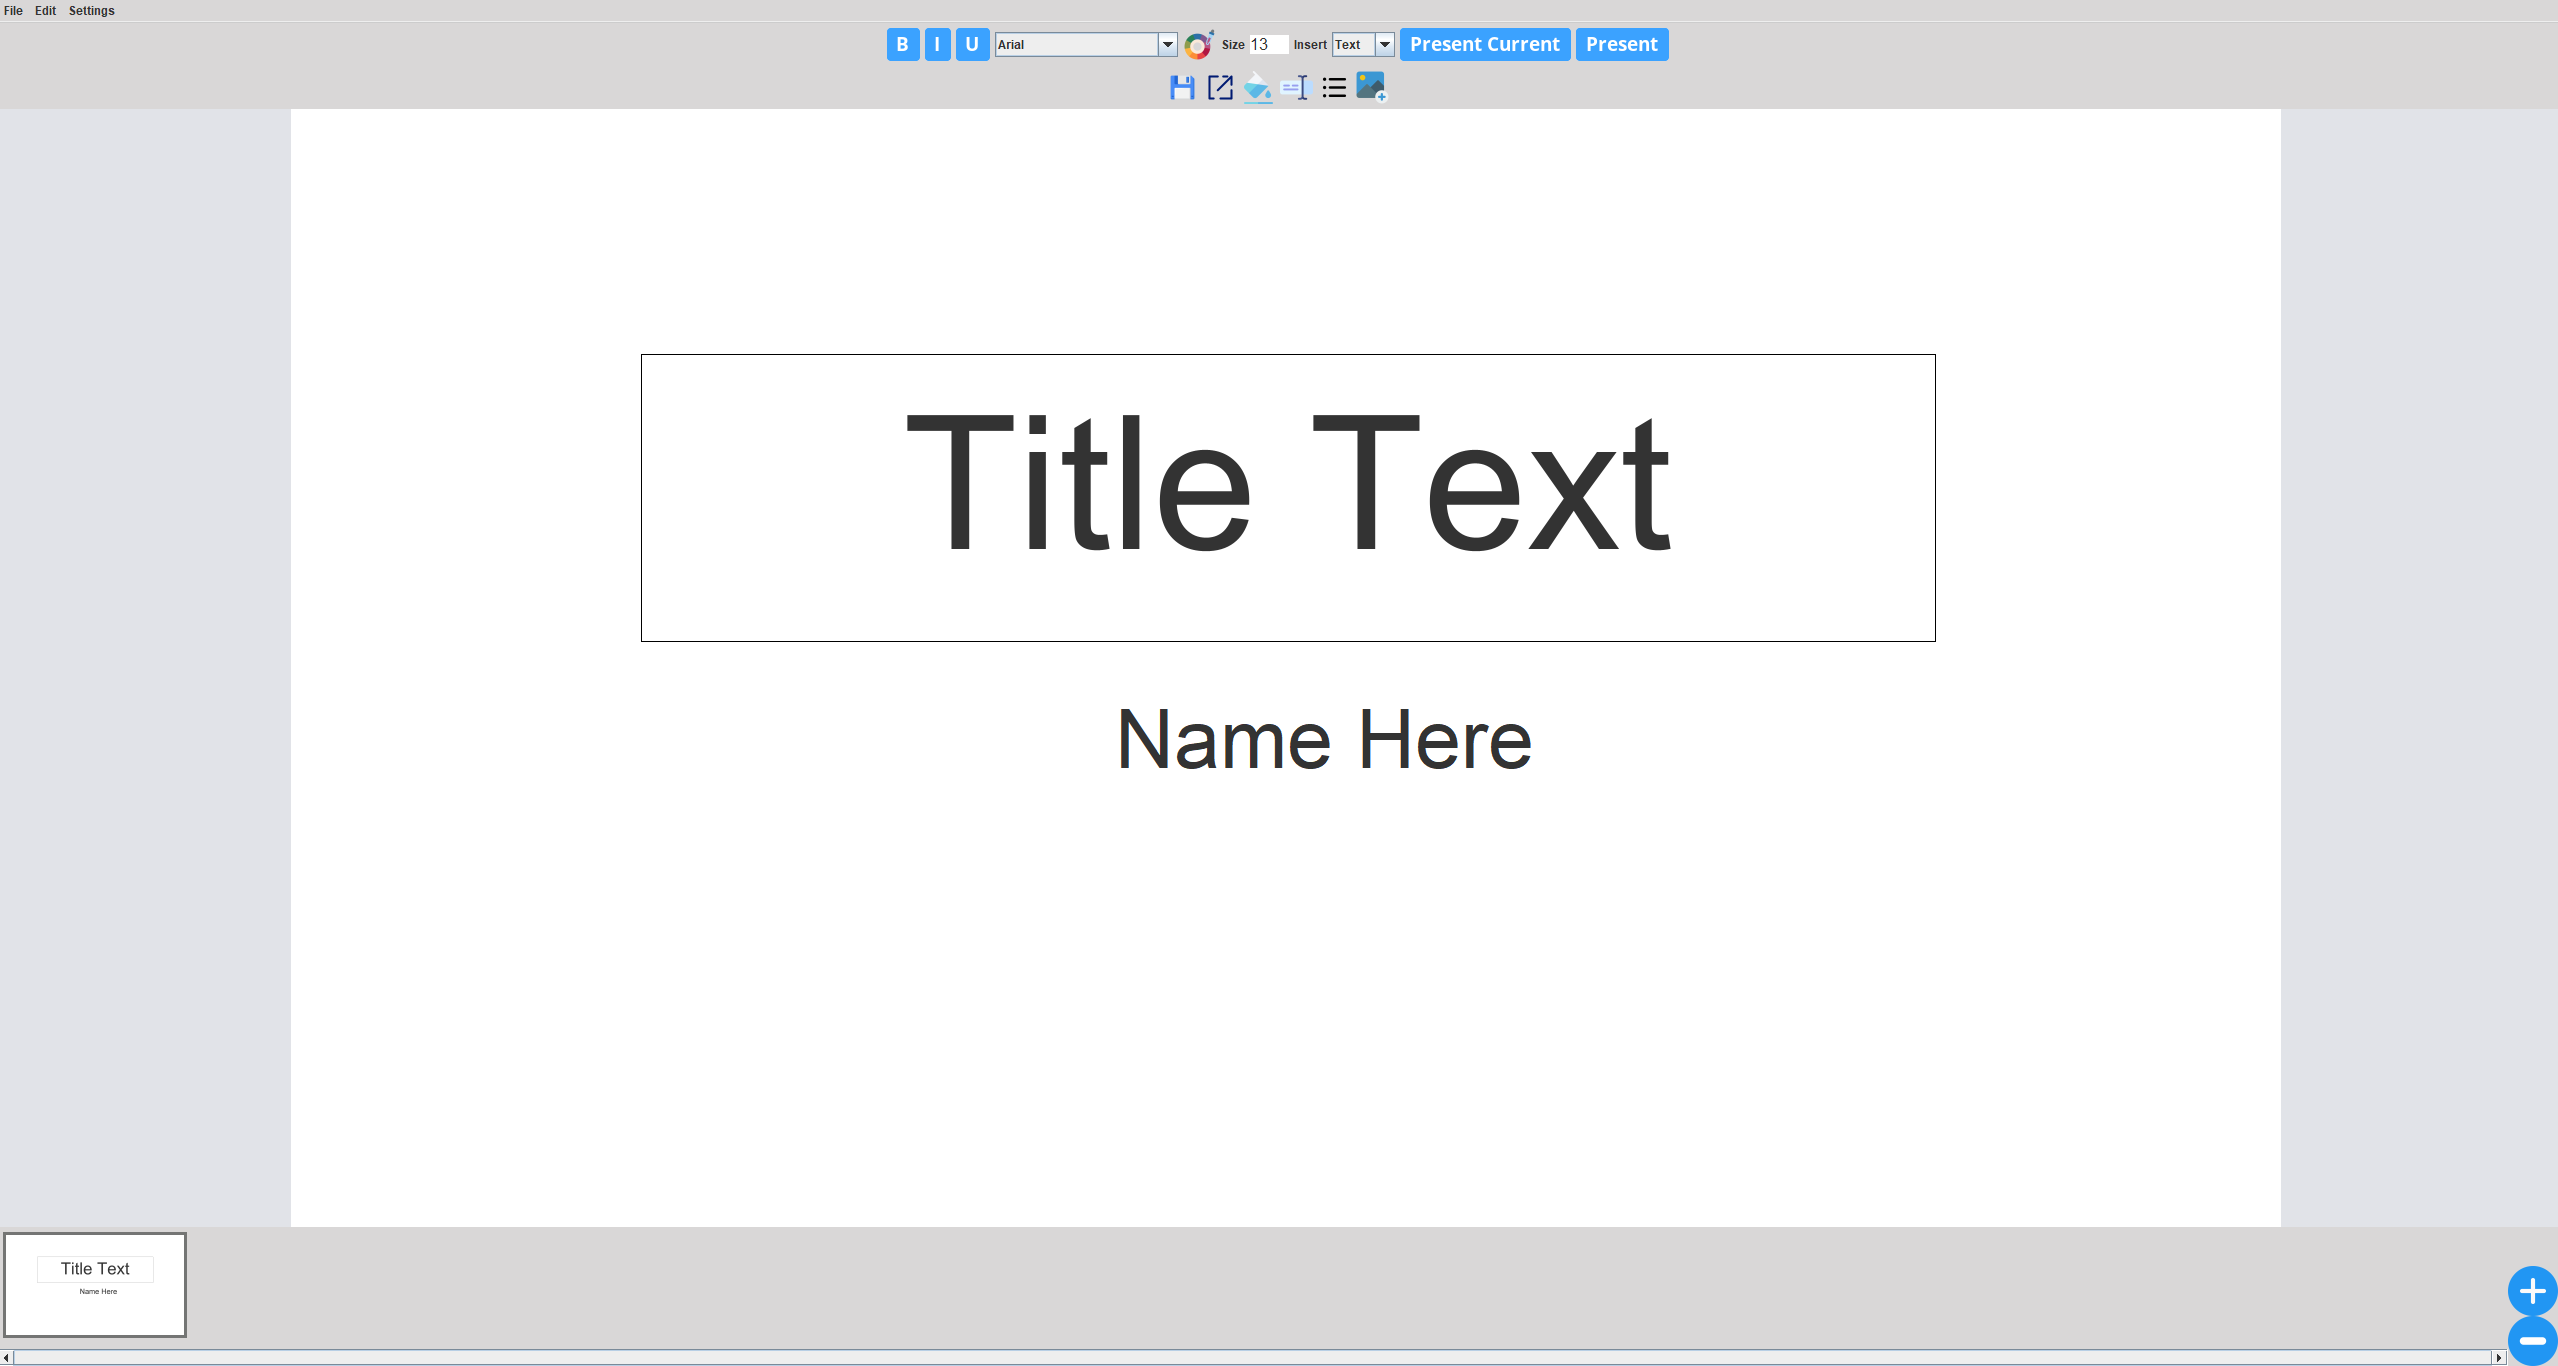 File Edit Settings
B I U Arial Size 13 Insert Text Present Current Present
Title Text
Name Here
Title Text
Name Here